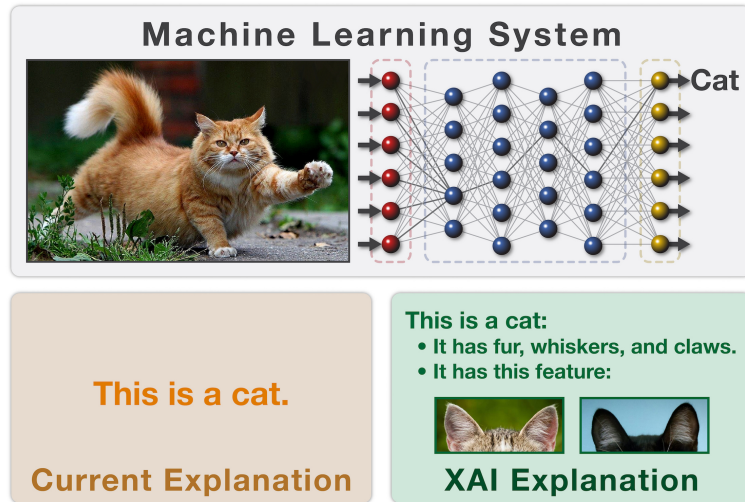 Machine Learning System
Cat
This is a cat.
Current Explanation
This is a cat:
• It has fur, whiskers, and claws.
• It has this feature:
XAI Explanation